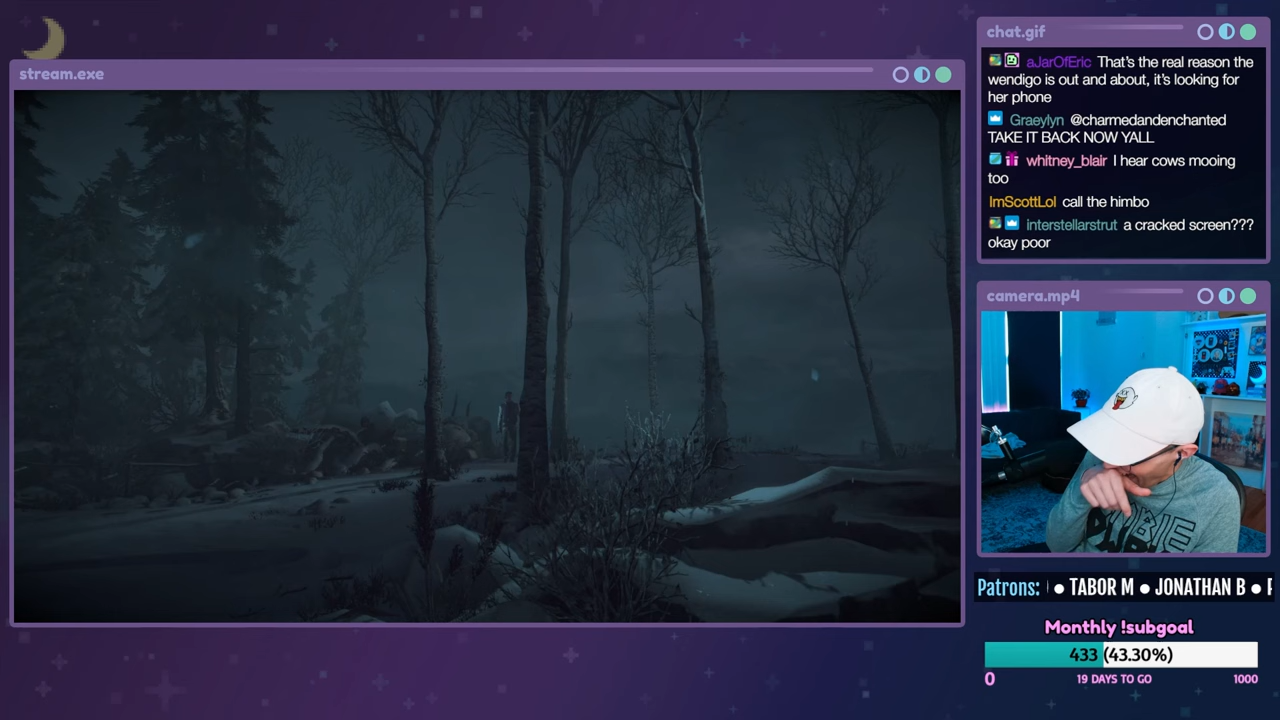 stream.exe
chat.gif
aJarOfEric That's the real reason the
wendigo is out and about, it's looking for
her phone
Graeylyn @charmedandenchanted
TAKE IT BACK NOW YALL
whitney_blair I hear cows mooing
too
ImScottLol call the himbo
interstellarstrut a cracked screen???
okay poor
camera.mp4
Patrons: ● TABOR M ● JONATHAN B ●
Monthly !subgoal
433 (43.30%)
0 19 DAYS TO GO 1000